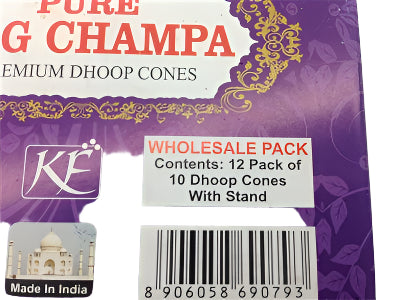 PURE
G CHAMPA
EMIUM DHOOP CONES
KF
WHOLESALE PACK
Contents: 12 Pack of
10 Dhoop Cones
With Stand
Made In India
8 906058 690793